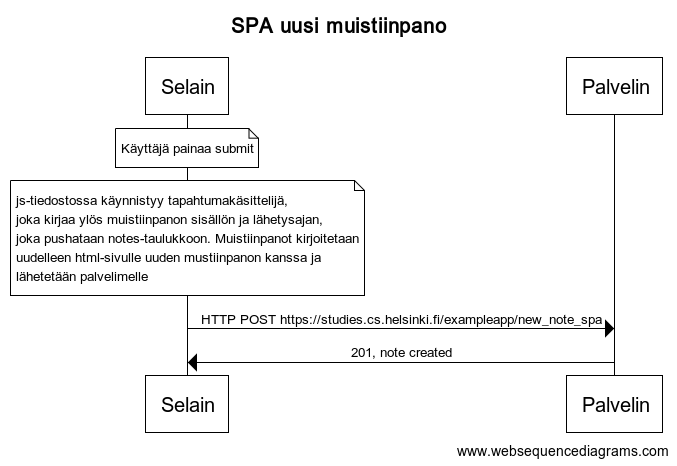 SPA uusi muistiinpano
Selain
Palvelin
Käyttäjä painaa submit
js-tiedostossa käynnistyy tapahtumakäsittelijä,
joka kirjaa ylös muistiinpanon sisällön ja lähetysajan,
joka pushataan notes-taulukkoon. Muistiinpanot kirjoitetaan
uudelleen html-sivulle uuden mustiinpanon kanssa ja
lähetetään palvelimelle
HTTP POST https://studies.cs.helsinki.fi/exampleapp/new_note_spa
201, note created
Selain
Palvelin
www.websequencediagrams.com